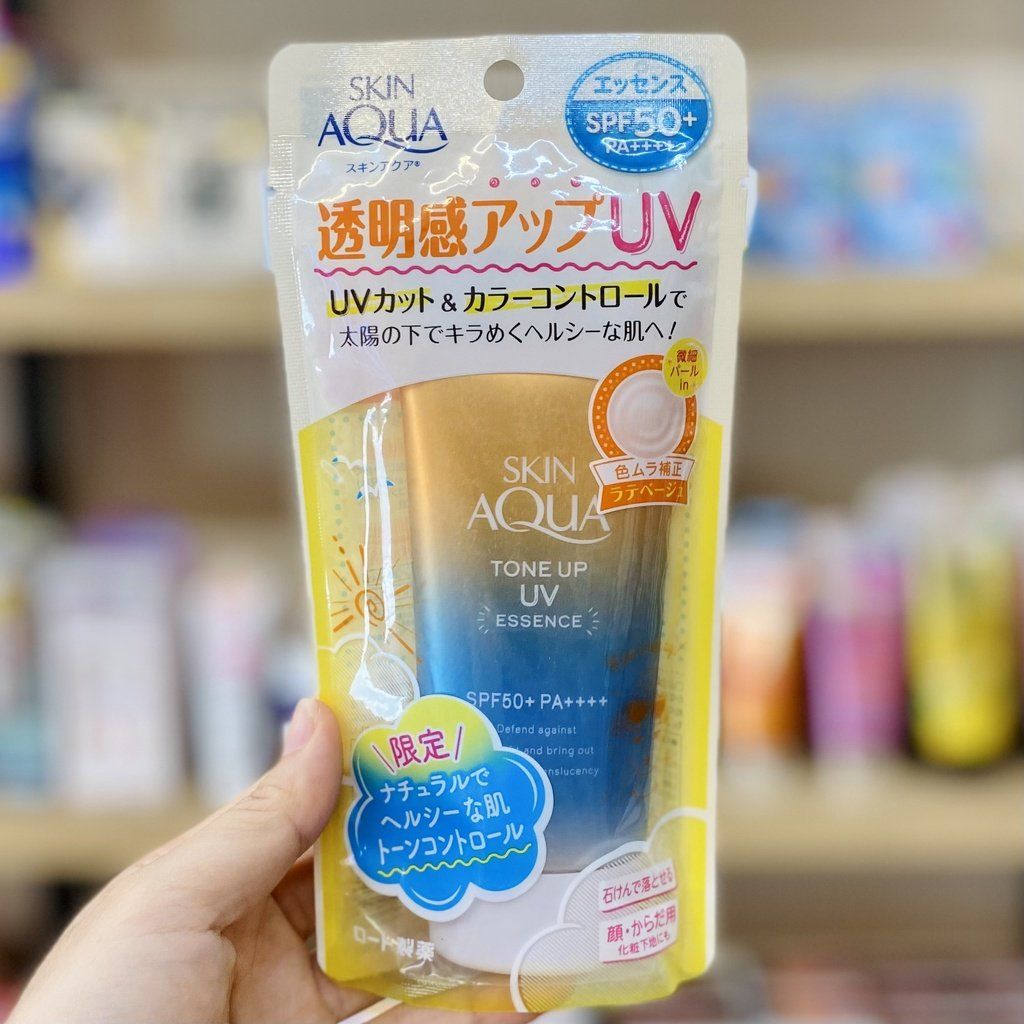 SKIN
AQUA
スキンアクア®
エッセンス
SPF50+
PA++++
透明感アップUV
UVカット&カラーコントロールで
太陽の下でキラめくヘルシーな肌へ!
微細
パール
in
色ムラ補正
ラテベージュ
SKIN
AQUA
TONE UP
UV
ESSENCE
SPF50+ PA++++
Defend against
and bring out
限定
ナチュラルで
ヘルシーな肌
トーンコントロール
石けんで落とせる
顔・からだ用
化粧下地にも
ロート製薬